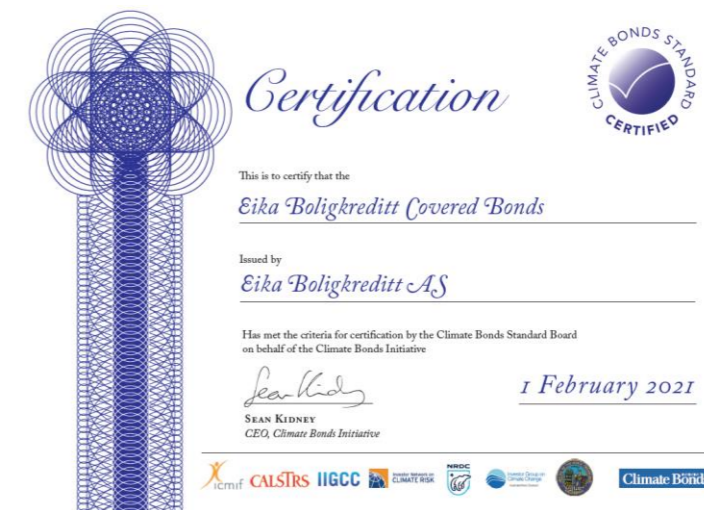 Certification
CLIMATE BONDS STANDARD
CERTIFIED
This is to certify that the
Eika Boligkreditt Covered Bonds
Issued by
Eika Boligkreditt AS
Has met the criteria for certification by the Climate Bonds Standard Board
on behalf of the Climate Bonds Initiative
1 February 2021
SEAN KIDNEY
CEO, Climate Bonds Initiative
icmif CALSTRS IIGCC Investor Network on CLIMATE RISK NRDC Investor Group on Climate Change Climate Bonds